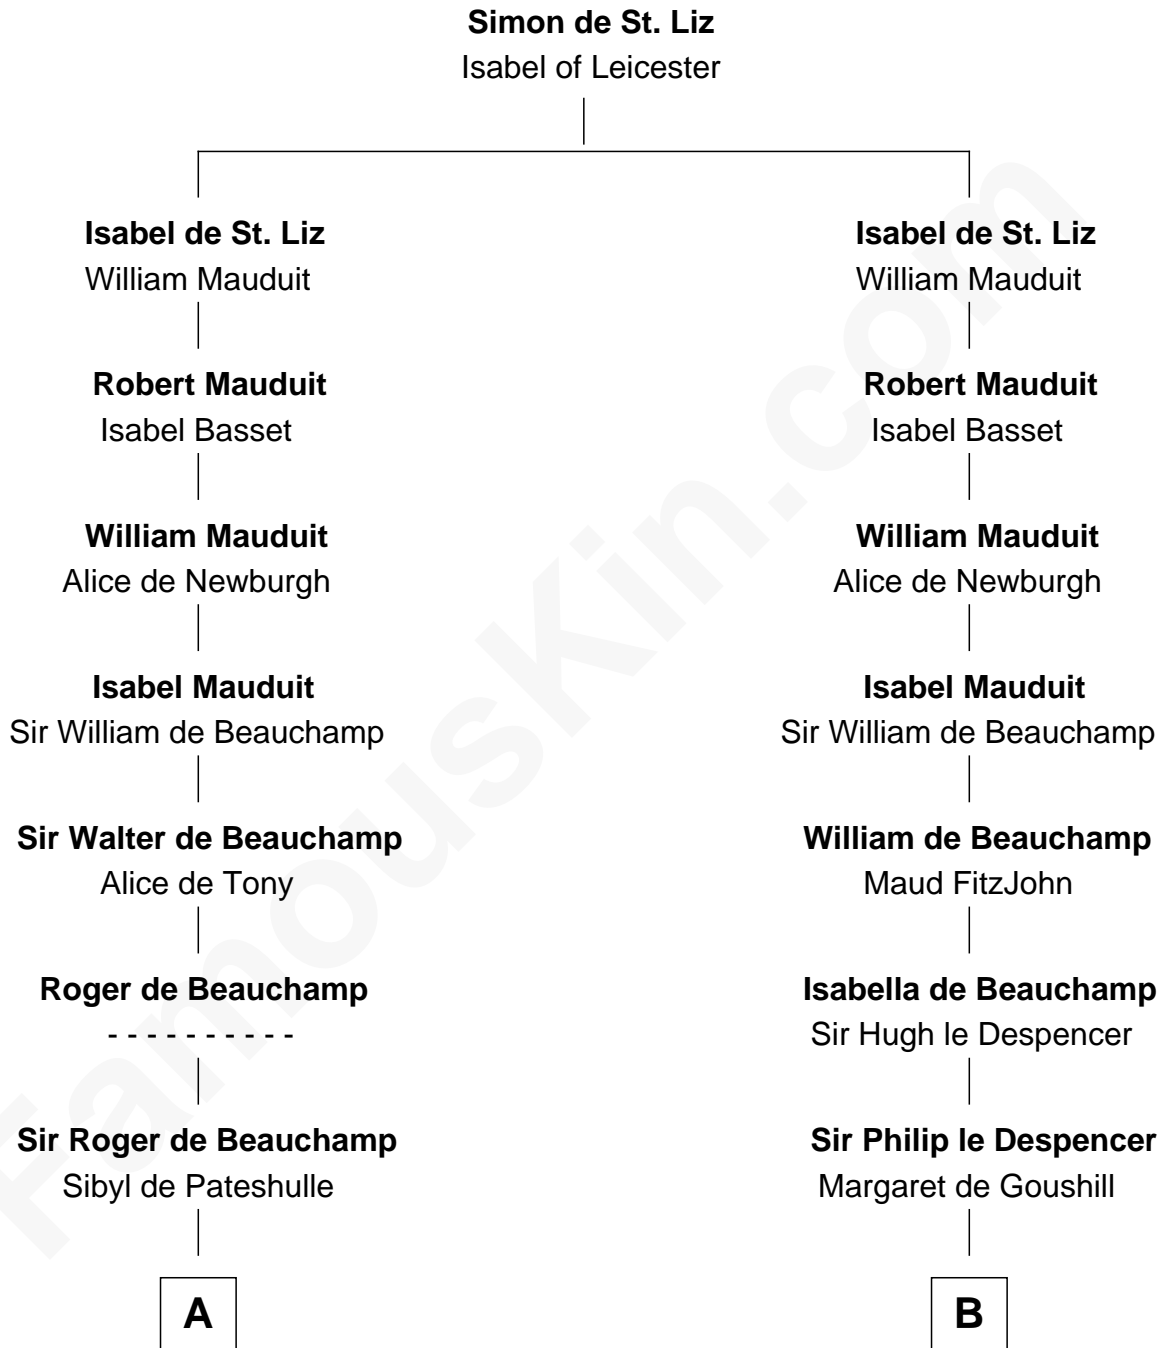 Simon de St. Liz
Isabel of Leicester
Isabel de St. Liz
William Mauduit
Isabel de St. Liz
William Mauduit
Robert Mauduit
Isabel Basset
Robert Mauduit
Isabel Basset
William Mauduit
Alice de Newburgh
William Mauduit
Alice de Newburgh
Isabel Mauduit
Sir William de Beauchamp
Isabel Mauduit
Sir William de Beauchamp
Sir Walter de Beauchamp
Alice de Tony
William de Beauchamp
Maud FitzJohn
Roger de Beauchamp
- - - - - - - - - -
Isabella de Beauchamp
Sir Hugh le Despencer
Sir Roger de Beauchamp
Sibyl de Pateshulle
Sir Philip le Despencer
Margaret de Goushill
A
B
FamousKin.com